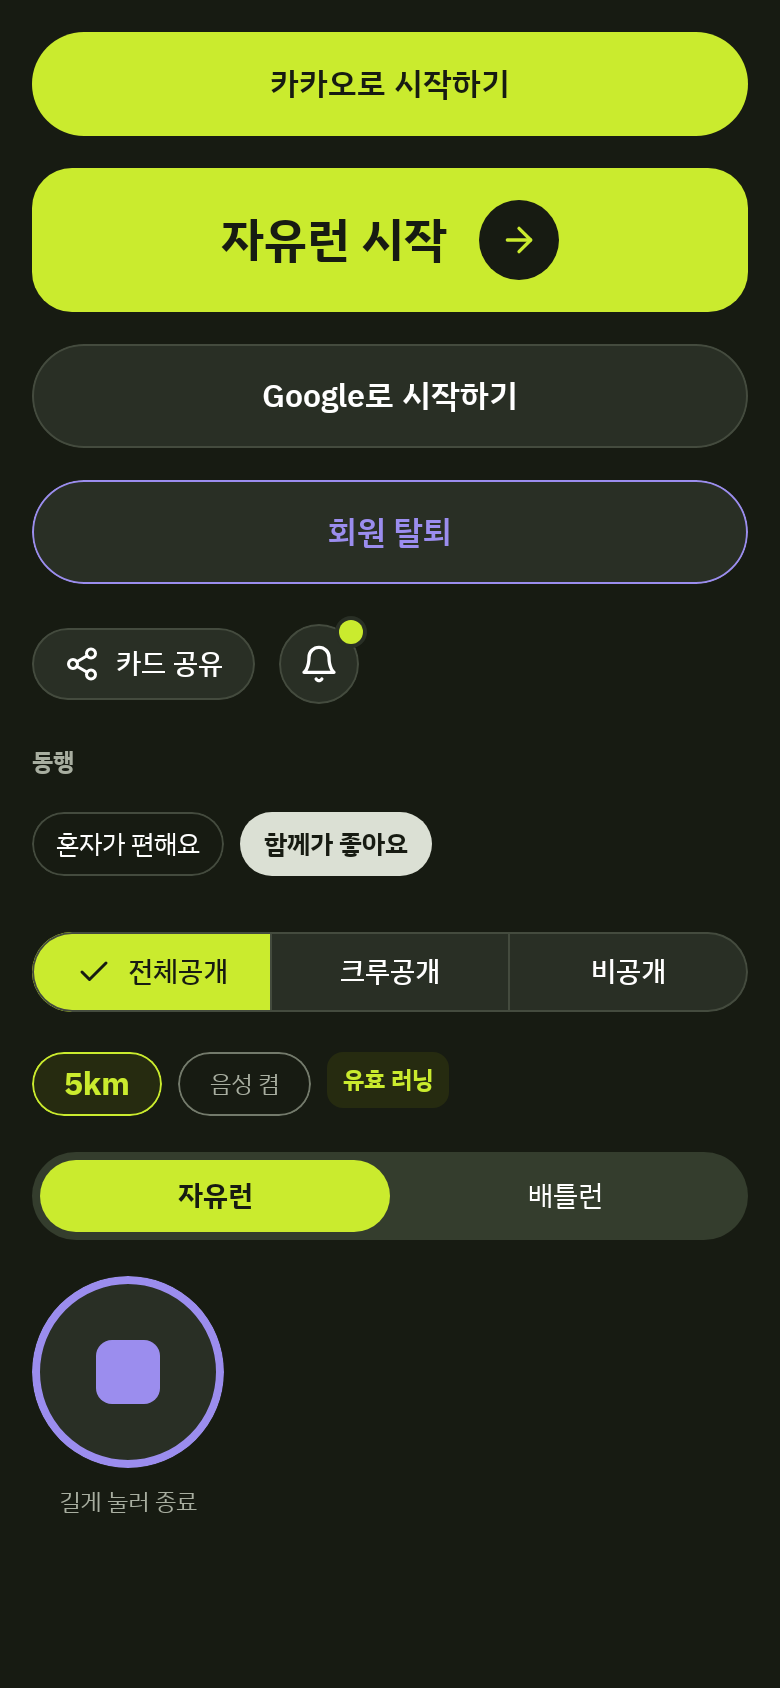 카카오로 시작하기
자유런 시작
Google로 시작하기
회원 탈퇴
카드 공유
동행
혼자가 편해요 함께가 좋아요
전체공개 크루공개 비공개
5km 음성 켬 유효 러닝
자유런 배틀런
길게 눌러 종료